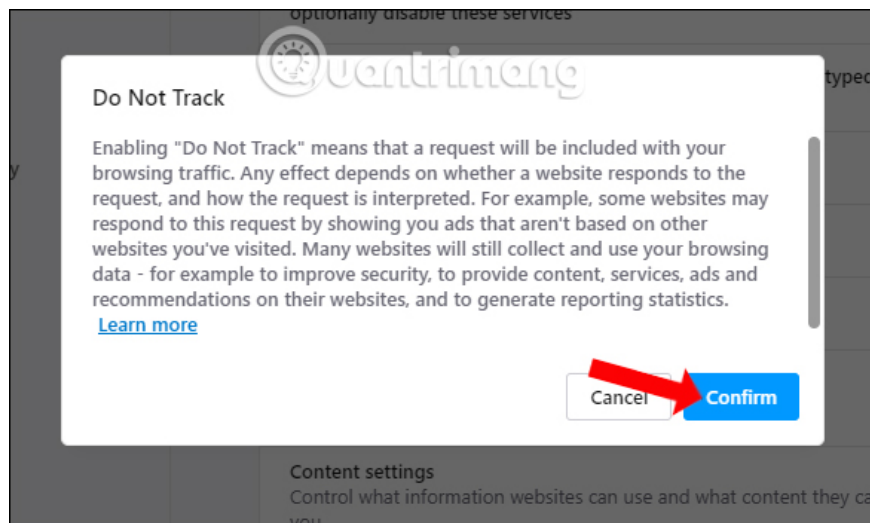 optionally disable these services
Quantrimang
typed
Do Not Track
Enabling "Do Not Track" means that a request will be included with your
browsing traffic. Any effect depends on whether a website responds to the
request, and how the request is interpreted. For example, some websites may
respond to this request by showing you ads that aren't based on other
websites you've visited. Many websites will still collect and use your browsing
data - for example to improve security, to provide content, services, ads and
recommendations on their websites, and to generate reporting statistics.
Learn more
y
Cancel Confirm
Content settings
Control what information websites can use and what content they ca
you